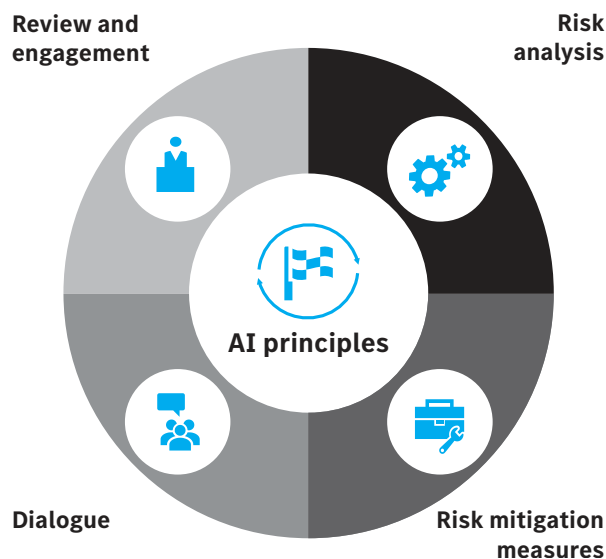 Review and
engagement
Risk
analysis
AI principles
Dialogue
Risk mitigation
measures